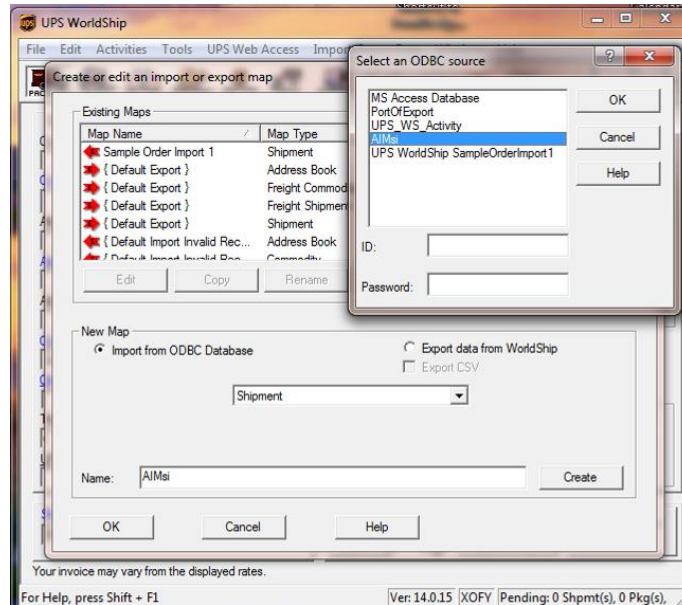 UPS WorldShip
File Edit Activities Tools UPS Web Access Import
Create or edit an import or export map
Existing Maps
Map Name Map Type
Sample Order Import 1 Shipment
{ Default Export } Address Book
{ Default Export } Freight Commod
{ Default Export } Freight Shipmen
{ Default Export } Shipment
{ Default Import Invalid Rec... Address Book
Edit Copy Rename
Select an ODBC source
MS Access Database
PortOfExport
UPS_WS_Activity
AIMsi
UPS WorldShip SampleOrderImport1
OK
Cancel
Help
ID:
Password:
New Map
Import from ODBC Database Export data from WorldShip
Export CSV
Shipment
Name: AIMsi Create
OK Cancel Help
Your invoice may vary from the displayed rates.
For Help, press Shift + F1 Ver: 14.0.15 XOFY Pending: 0 Shpmt(s), 0 Pkg(s),